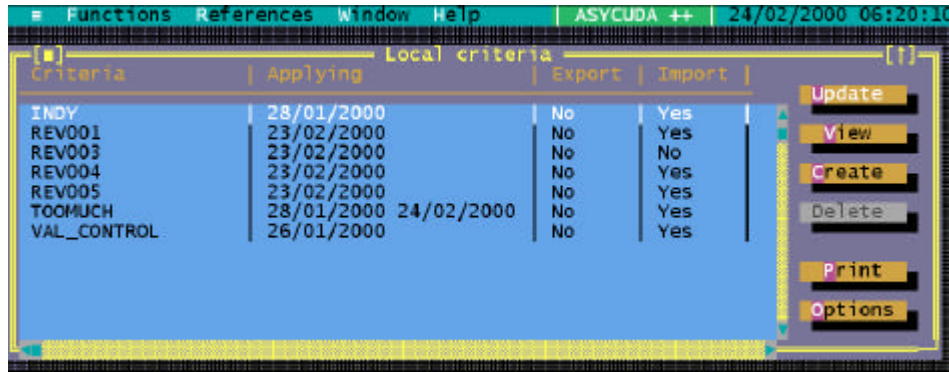 ≡ Functions References Window Help ASYCUDA ++ 24/02/2000 06:20:10
Local criteria
Criteria Applying Export Import
INDY 28/01/2000 No Yes
REV001 23/02/2000 No Yes
REV003 23/02/2000 No No
REV004 23/02/2000 No Yes
REV005 23/02/2000 No Yes
TOOMUCH 28/01/2000 24/02/2000 No Yes
VAL_CONTROL 26/01/2000 No Yes
Update
View
Create
Delete
Print
Options